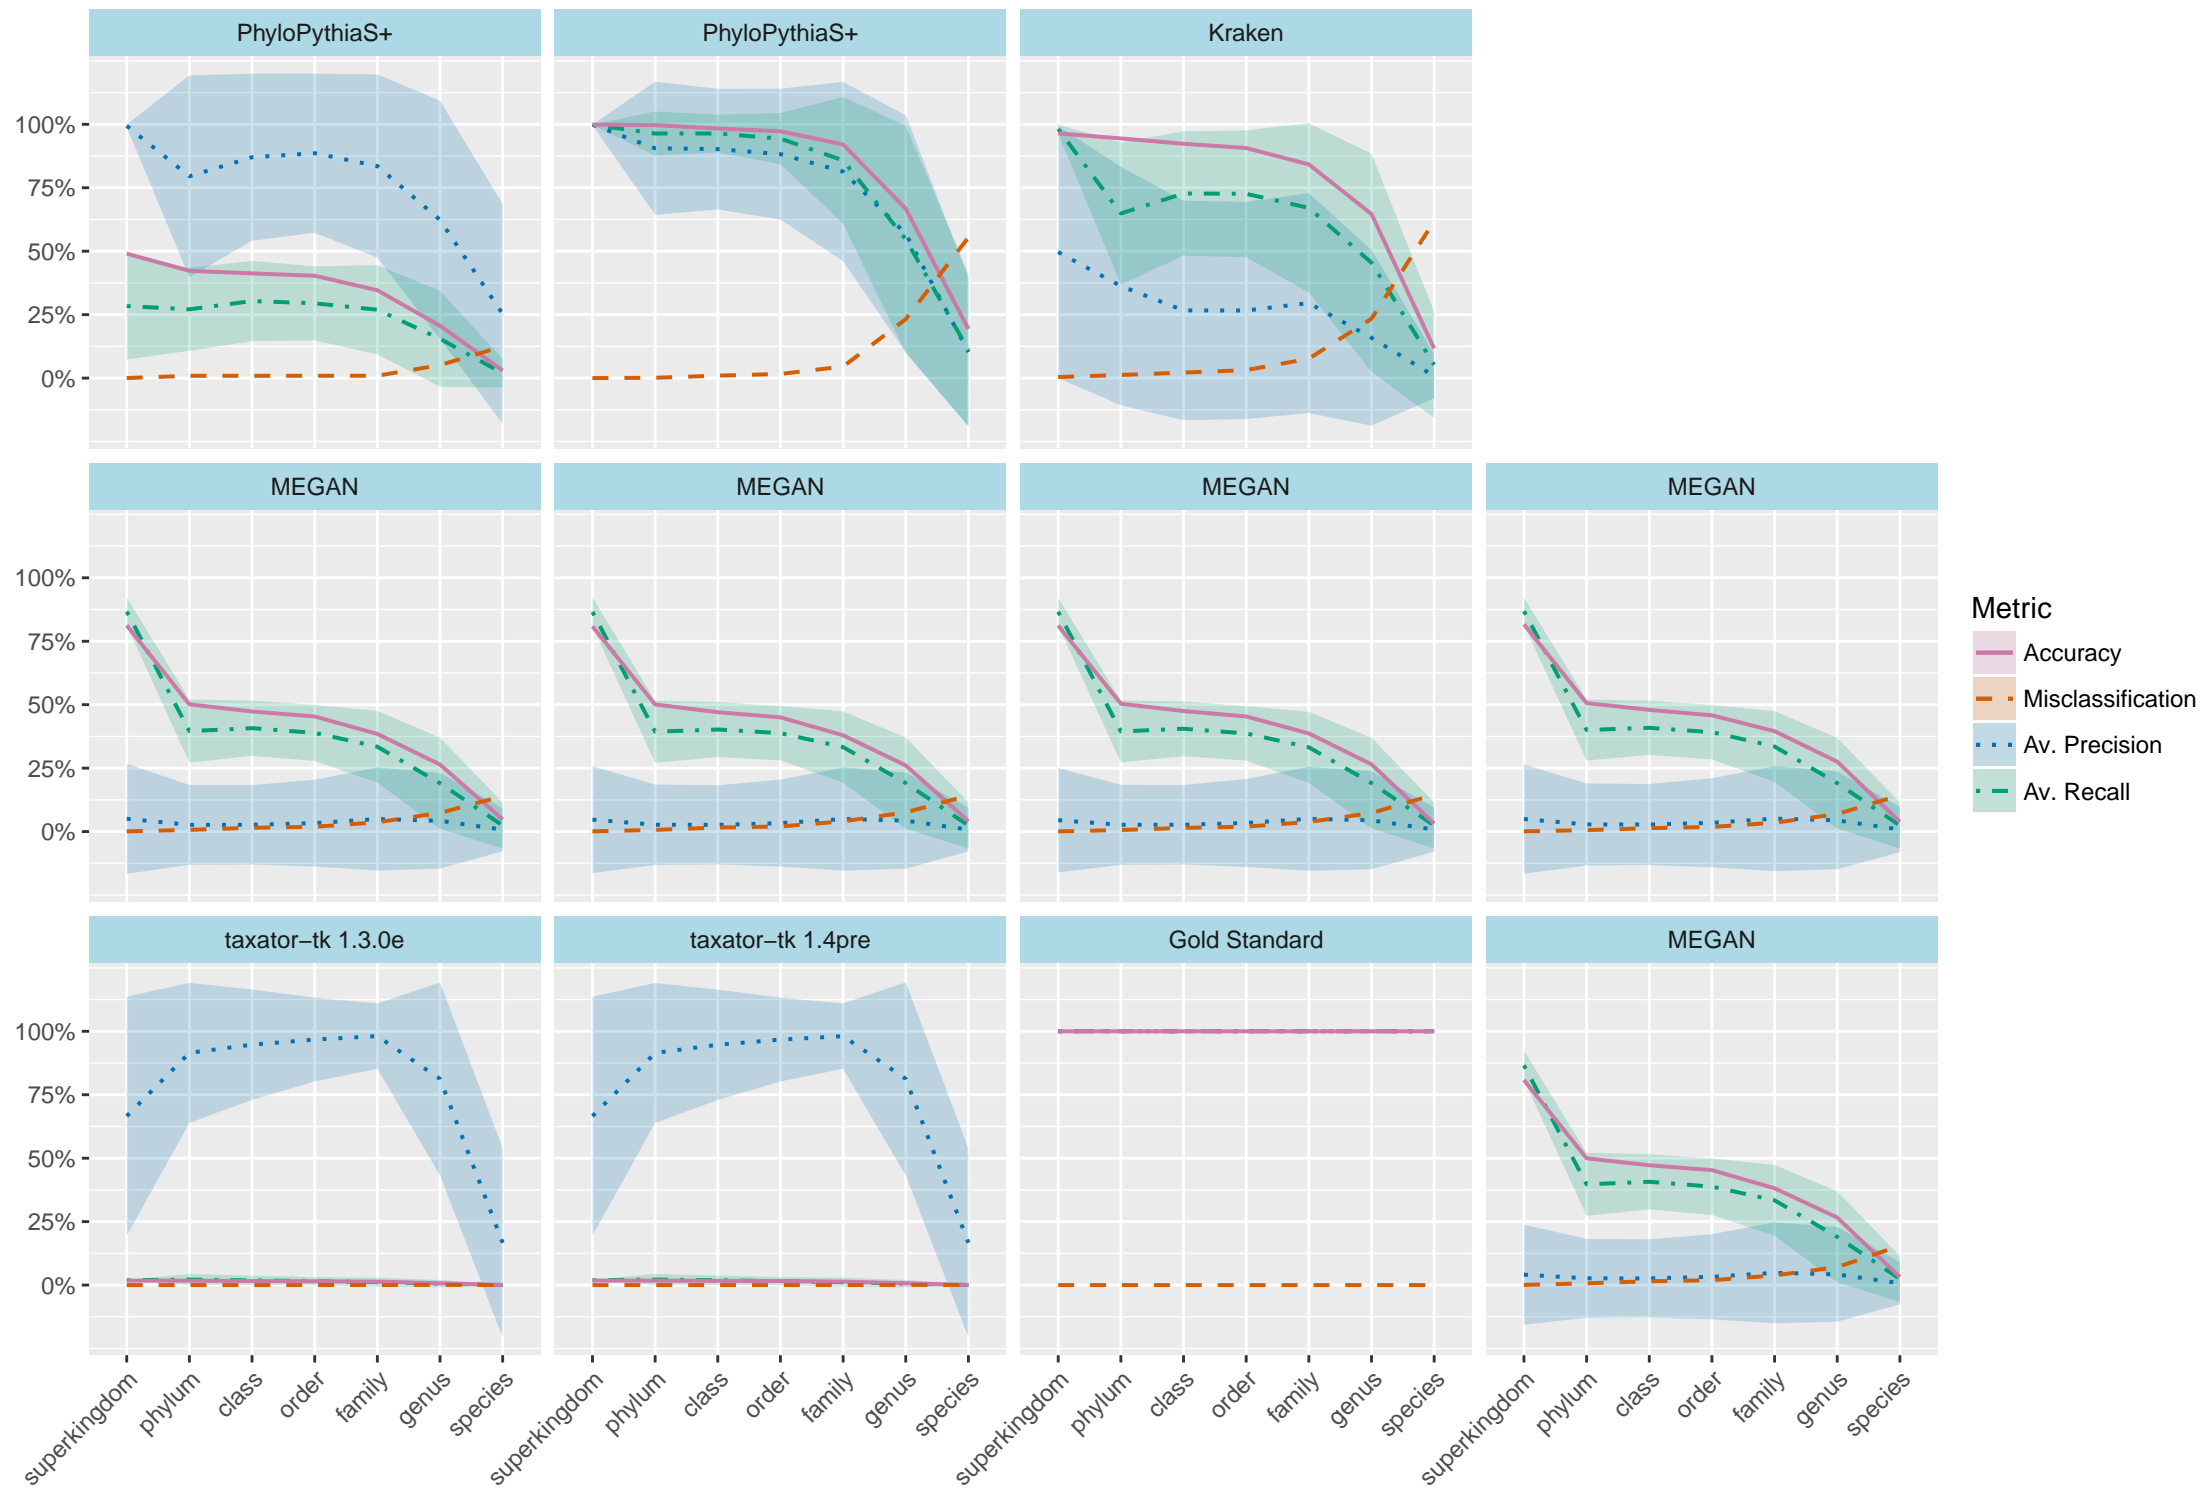 PhyloPythiaS+ PhyloPythiaS+ Kraken
100%
75%
50%
25%
0%
MEGAN MEGAN MEGAN MEGAN
100%
75%
50%
25%
0%
Metric
Accuracy
Misclassification
Av. Precision
Av. Recall
taxator−tk 1.3.0e taxator−tk 1.4pre Gold Standard MEGAN
100%
75%
50%
25%
0%
superkingdom phylum class order family genus species superkingdom phylum class order family genus species superkingdom phylum class order family genus species superkingdom phylum class order family genus species